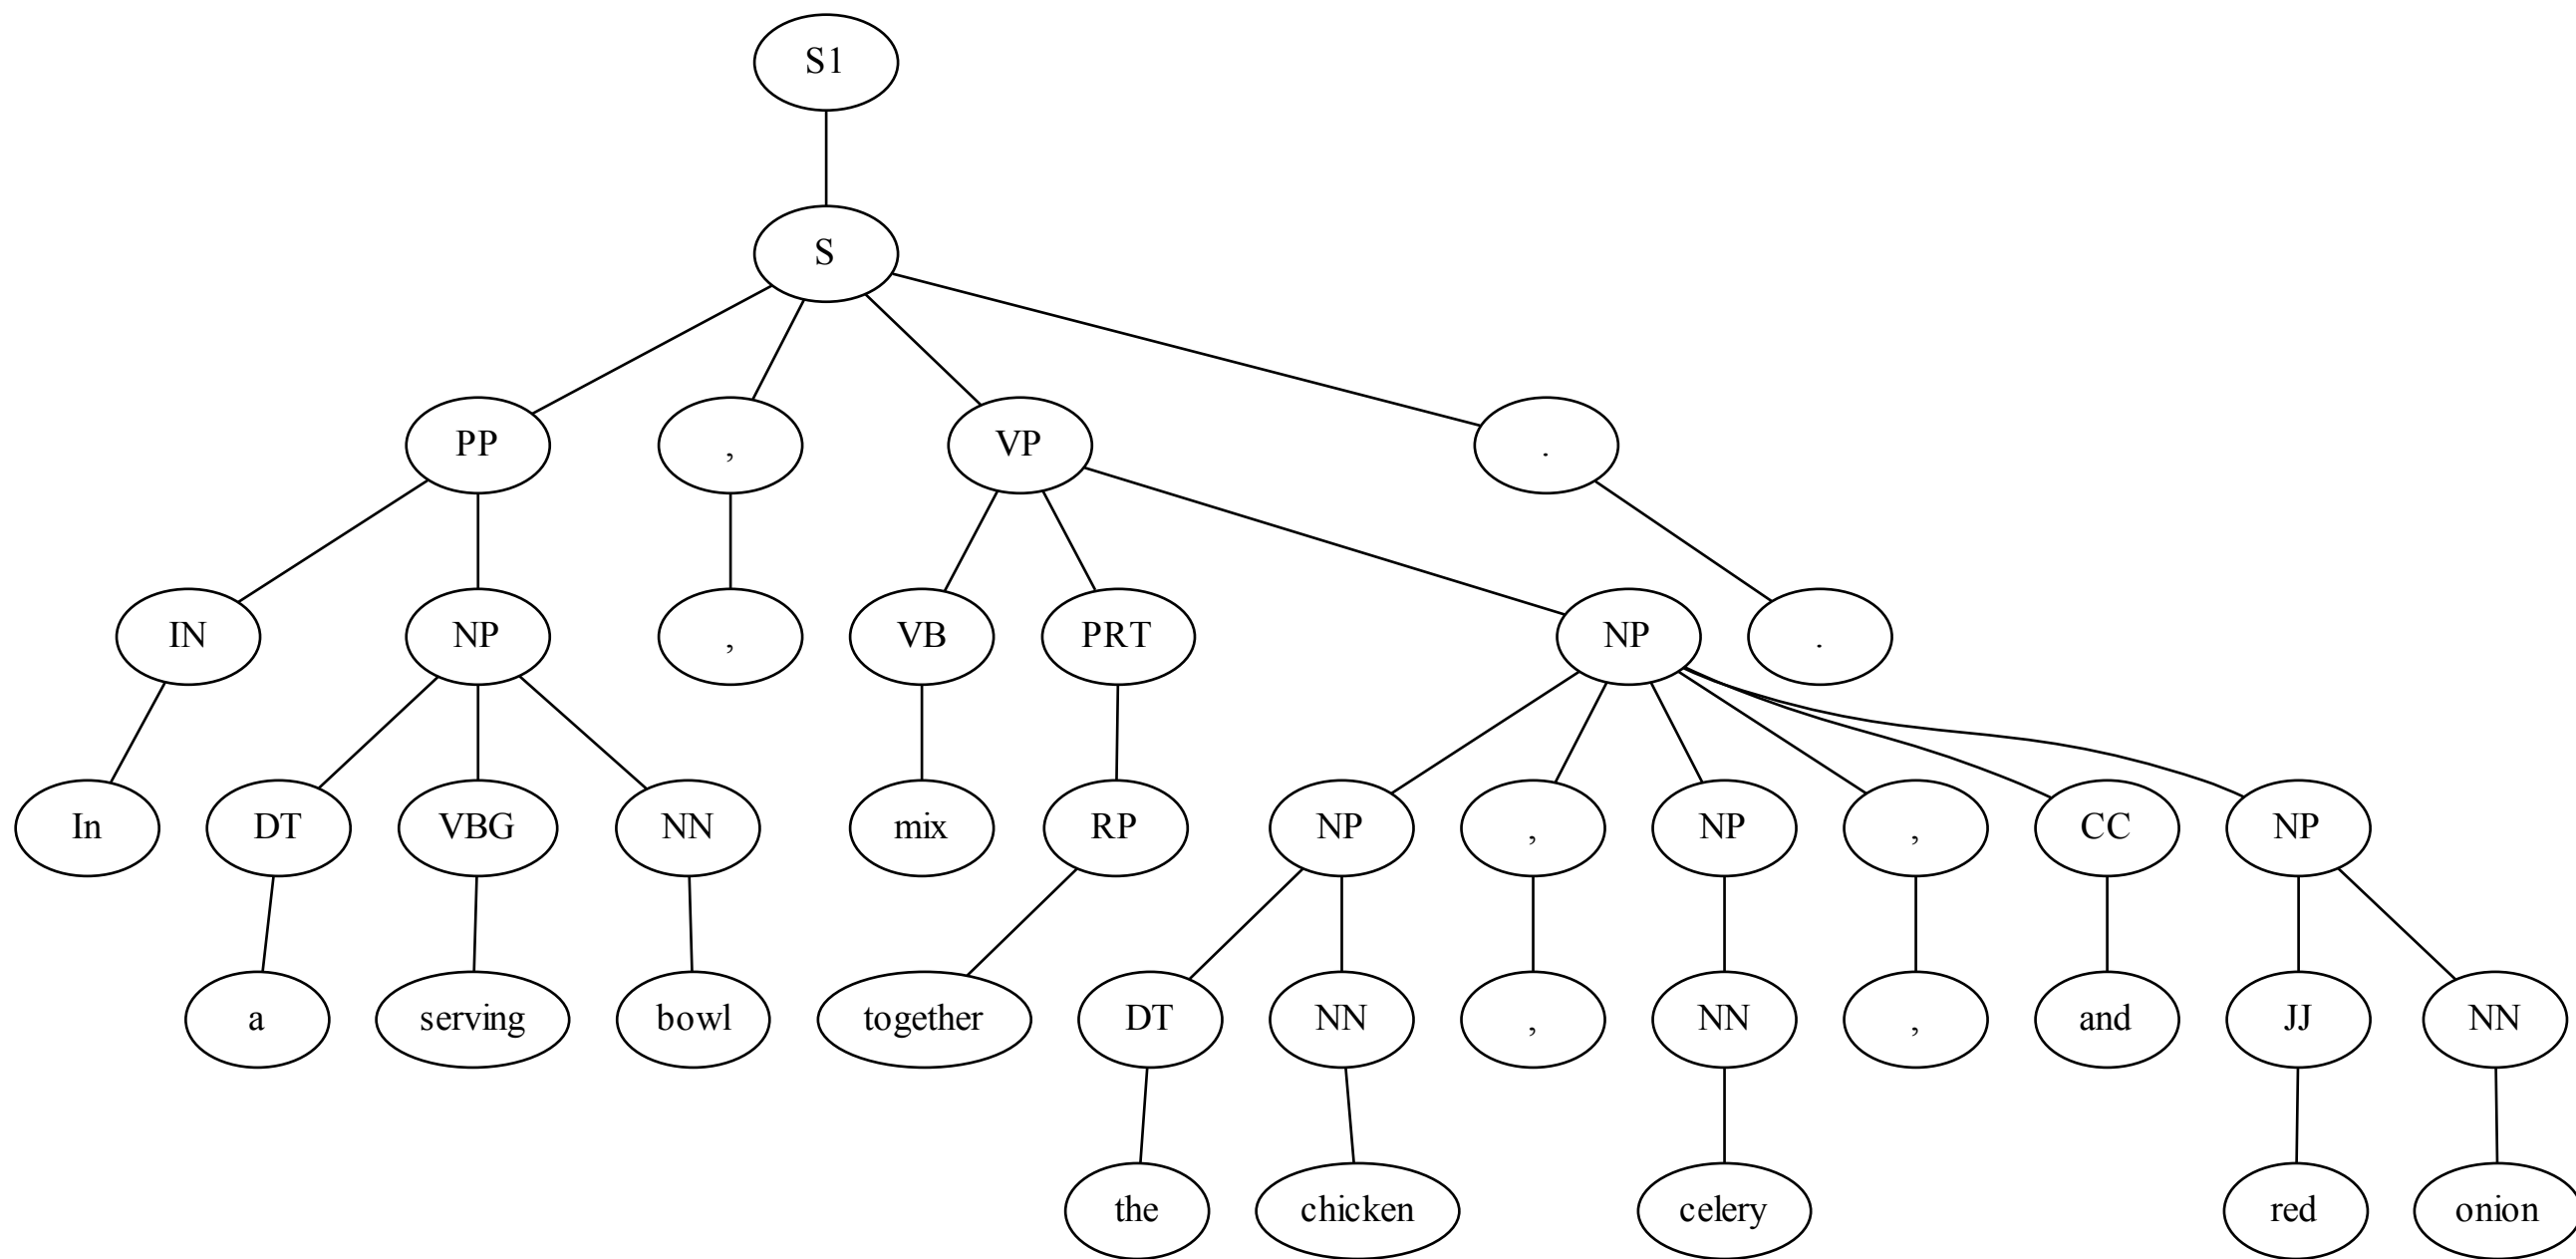 S1
S
PP , VP .
IN NP , VB PRT NP .
In DT VBG NN mix RP NP , NP , CC NP
a serving bowl together DT NN , NN , and JJ NN
the chicken celery red onion